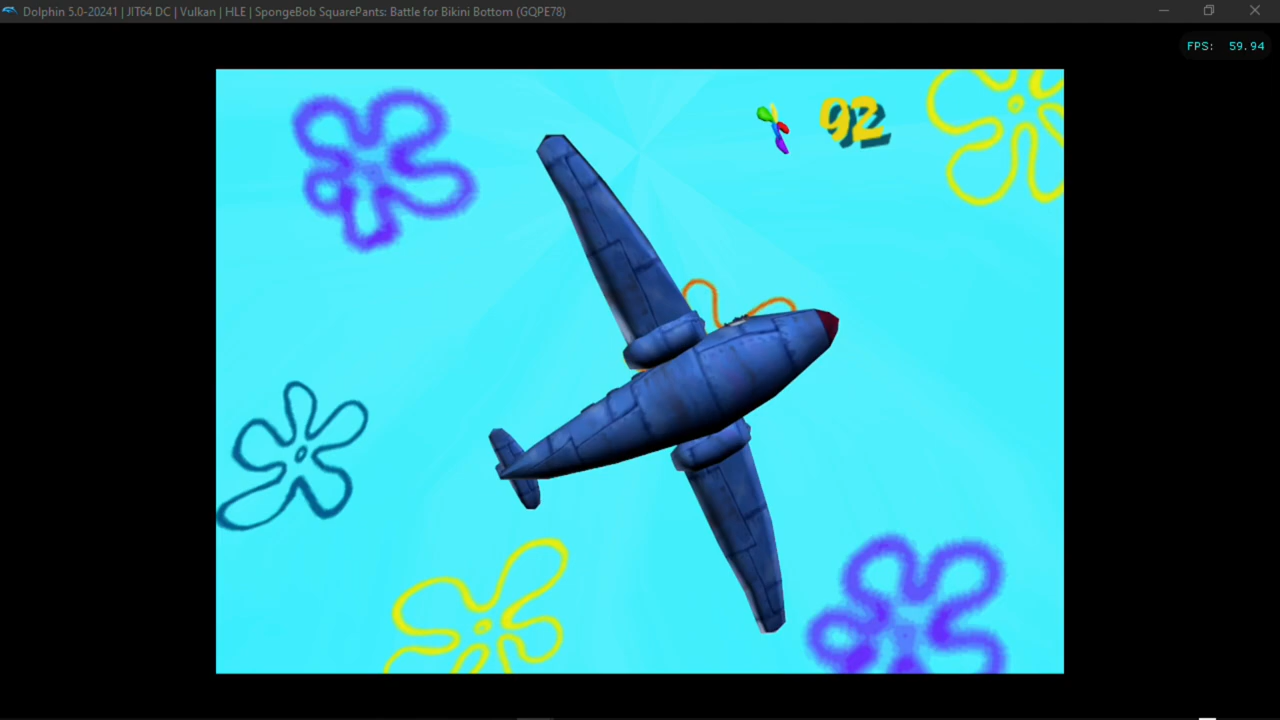 Dolphin 5.0-20241 | JIT64 DC | Vulkan | HLE | SpongeBob SquarePants: Battle for Bikini Bottom (GQPE78)
FPS: 59.94
92